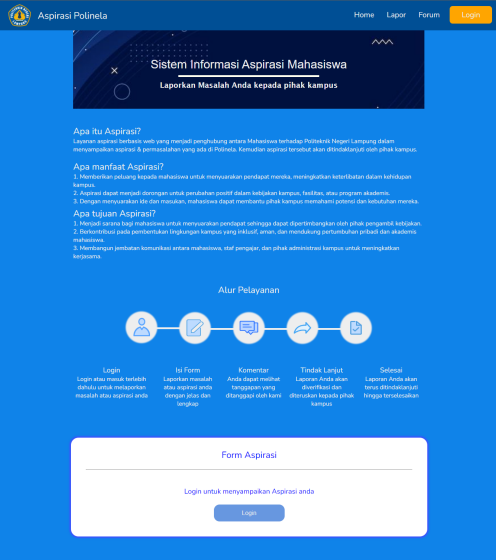 Aspirasi Polinela
Home Lapor Forum Login
Sistem Informasi Aspirasi Mahasiswa
Laporkan Masalah Anda kepada pihak kampus
Apa itu Aspirasi?
Layanan aspirasi berbasis web yang menjadi penghubung antara Mahasiswa terhadap Politeknik Negeri Lampung dalam
menyampaikan aspirasi & permasalahan yang ada di Polinela. Kemudian aspirasi tersebut akan ditindaklanjuti oleh pihak kampus.
Apa manfaat Aspirasi?
1. Memberikan peluang kepada mahasiswa untuk menyuarakan pendapat mereka, meningkatkan keterlibatan dalam kehidupan
kampus.
2. Aspirasi dapat menjadi dorongan untuk perubahan positif dalam kebijakan kampus, fasilitas, atau program akademis.
3. Dengan menyuarakan ide dan masukan, mahasiswa dapat membantu pihak kampus memahami potensi dan kebutuhan mereka.
Apa tujuan Aspirasi?
1. Menjadi sarana bagi mahasiswa untuk menyuarakan pendapat sehingga dapat dipertimbangkan oleh pihak pengambil kebijakan.
2. Berkontribusi pada pembentukan lingkungan kampus yang inklusif, aman, dan mendukung pertumbuhan pribadi dan akademis
mahasiswa.
3. Membangun jembatan komunikasi antara mahasiswa, staf pengajar, dan pihak administrasi kampus untuk meningkatkan
kerjasama.
Alur Pelayanan
Login
Login atau masuk terlebih
dahulu untuk melaporkan
masalah atau aspirasi anda
Isi Form
Laporkan masalah
atau aspirasi anda
dengan jelas dan
lengkap
Komentar
Anda dapat melihat
tanggapan yang
ditanggapi oleh kami
Tindak Lanjut
Laporan Anda akan
diverifikasi dan
diteruskan kepada pihak
kampus
Selesai
Laporan Anda akan
terus ditindaklanjuti
hingga terselesaikan
Form Aspirasi
Login untuk menyampaikan Aspirasi anda
Login